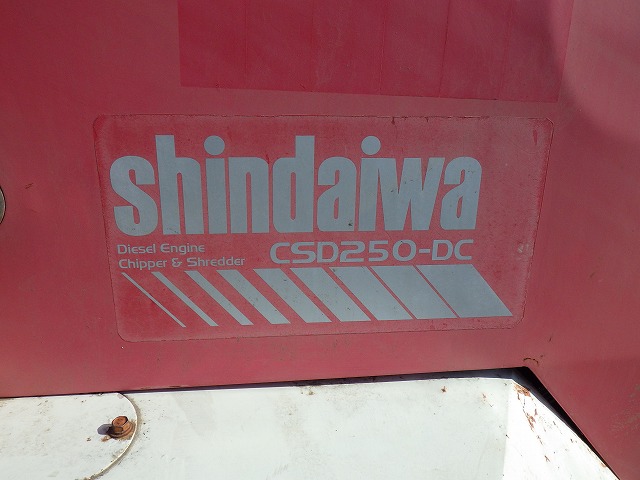 shindaiwa
Diesel Engine
Chipper & Shredder
CSD250-DC